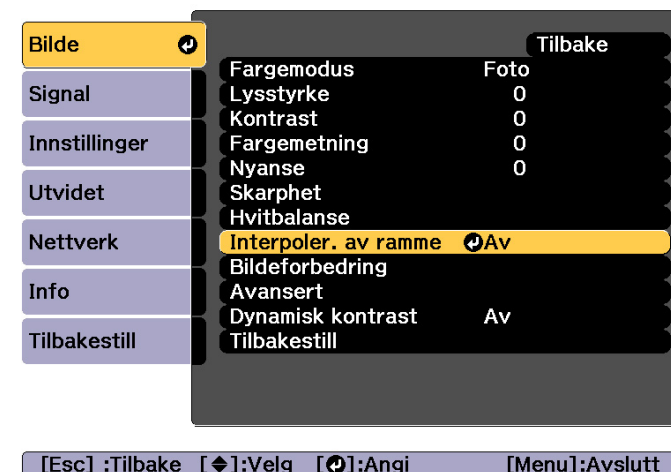 Bilde
Signal
Innstillinger
Utvidet
Nettverk
Info
Tilbakestill
Tilbake
Fargemodus Foto
Lysstyrke 0
Kontrast 0
Fargemetning 0
Nyanse 0
Skarphet
Hvitbalanse
Interpoler. av ramme Av
Bildeforbedring
Avansert
Dynamisk kontrast Av
Tilbakestill
[Esc] :Tilbake [ ]:Velg [ ]:Angi [Menu]:Avslutt